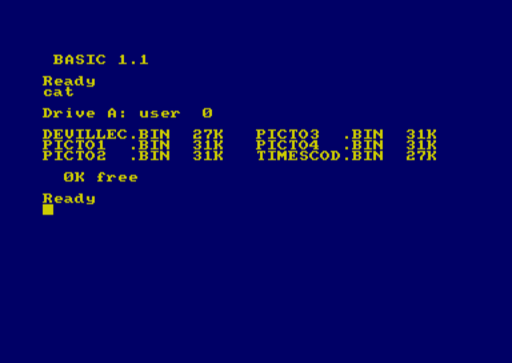 BASIC 1.1
Ready
cat
Drive A: user  0
DEVILLEC.BIN  27K   PICTO3  .BIN  31K
PICTO1  .BIN  31K   PICTO4  .BIN  31K
PICTO2  .BIN  31K   TIMESCOD.BIN  27K
0K free
Ready